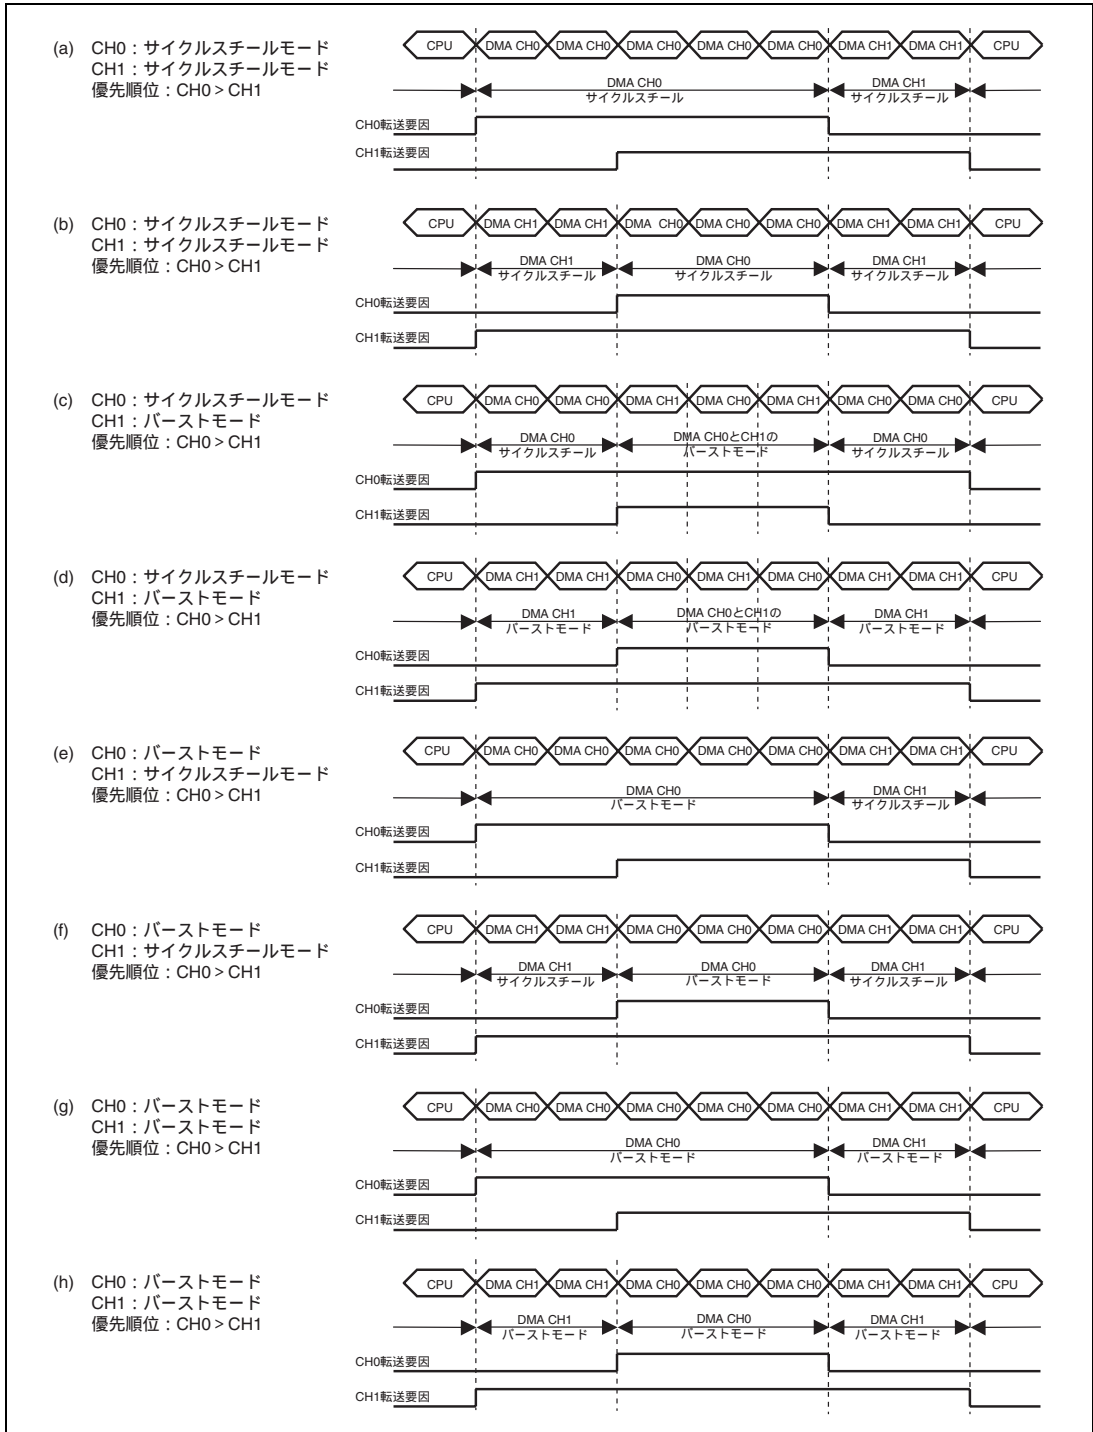 (a) CH0：サイクルスチールモード
CH1：サイクルスチールモード
優先順位：CH0 > CH1
CPU DMA CH0 DMA CH0 DMA CH0 DMA CH0 DMA CH0 DMA CH1 DMA CH1 CPU
DMA CH0 DMA CH1
サイクルスチール サイクルスチール
CH0転送要因
CH1転送要因
(b) CH0：サイクルスチールモード
CH1：サイクルスチールモード
優先順位：CH0 > CH1
CPU DMA CH1 DMA CH1 DMA CH0 DMA CH0 DMA CH0 DMA CH1 DMA CH1 CPU
DMA CH1 DMA CH0 DMA CH1
サイクルスチール サイクルスチール サイクルスチール
CH0転送要因
CH1転送要因
(c) CH0：サイクルスチールモード
CH1：バーストモード
優先順位：CH0 > CH1
CPU DMA CH0 DMA CH0 DMA CH1 DMA CH0 DMA CH1 DMA CH0 DMA CH0 CPU
DMA CH0 DMA CH0とCH1の DMA CH0
サイクルスチール バーストモード サイクルスチール
CH0転送要因
CH1転送要因
(d) CH0：サイクルスチールモード
CH1：バーストモード
優先順位：CH0 > CH1
CPU DMA CH1 DMA CH1 DMA CH0 DMA CH1 DMA CH0 DMA CH1 DMA CH1 CPU
DMA CH1 DMA CH0とCH1の DMA CH1
バーストモード バーストモード バーストモード
CH0転送要因
CH1転送要因
(e) CH0：バーストモード
CH1：サイクルスチールモード
優先順位：CH0 > CH1
CPU DMA CH0 DMA CH0 DMA CH0 DMA CH0 DMA CH0 DMA CH1 DMA CH1 CPU
DMA CH0 DMA CH1
バーストモード サイクルスチール
CH0転送要因
CH1転送要因
(f) CH0：バーストモード
CH1：サイクルスチールモード
優先順位：CH0 > CH1
CPU DMA CH1 DMA CH1 DMA CH0 DMA CH0 DMA CH0 DMA CH1 DMA CH1 CPU
DMA CH1 DMA CH0 DMA CH1
サイクルスチール バーストモード サイクルスチール
CH0転送要因
CH1転送要因
(g) CH0：バーストモード
CH1：バーストモード
優先順位：CH0 > CH1
CPU DMA CH0 DMA CH0 DMA CH0 DMA CH0 DMA CH0 DMA CH1 DMA CH1 CPU
DMA CH0 DMA CH1
バーストモード バーストモード
CH0転送要因
CH1転送要因
(h) CH0：バーストモード
CH1：バーストモード
優先順位：CH0 > CH1
CPU DMA CH1 DMA CH1 DMA CH0 DMA CH0 DMA CH0 DMA CH1 DMA CH1 CPU
DMA CH1 DMA CH0 DMA CH1
バーストモード バーストモード バーストモード
CH0転送要因
CH1転送要因